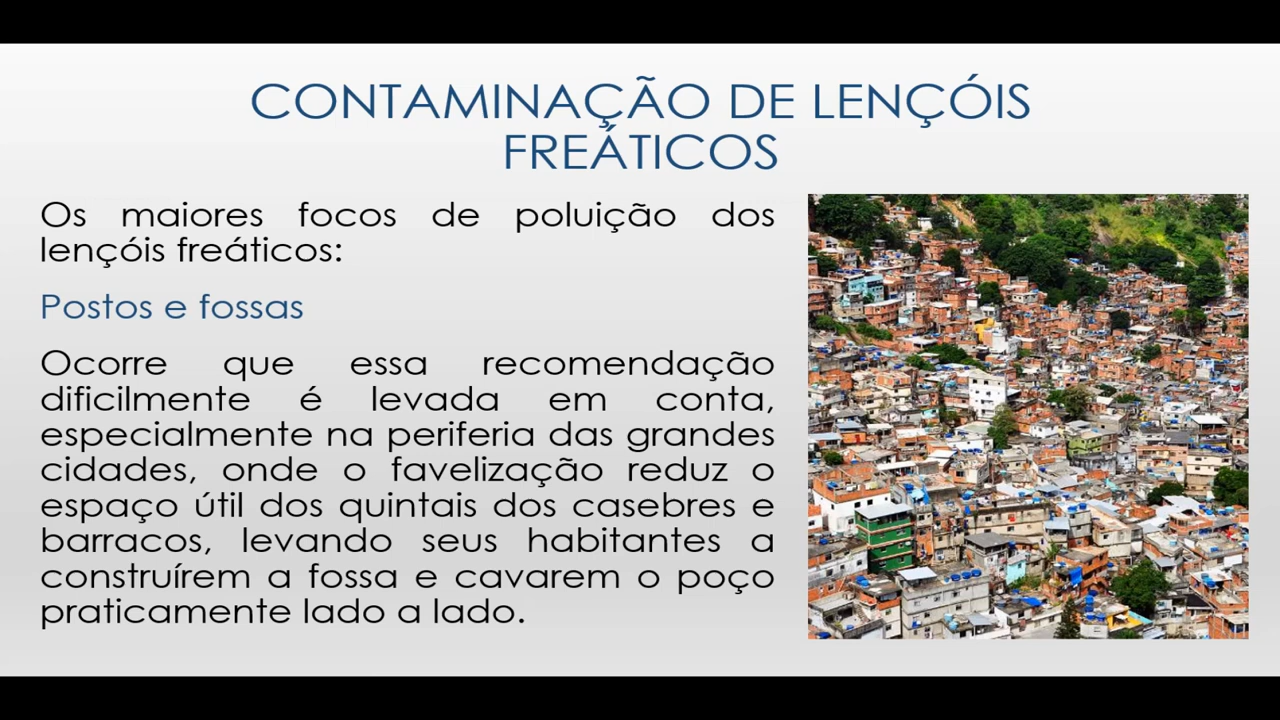 CONTAMINAÇÃO DE LENÇÓIS
FREÁTICOS
Os maiores focos de poluição dos
lençóis freáticos:
Postos e fossas
Ocorre que essa recomendação
dificilmente é levada em conta,
especialmente na periferia das grandes
cidades, onde o favelização reduz o
espaço útil dos quintais dos casebres e
barracos, levando seus habitantes a
construírem a fossa e cavarem o poço
praticamente lado a lado.